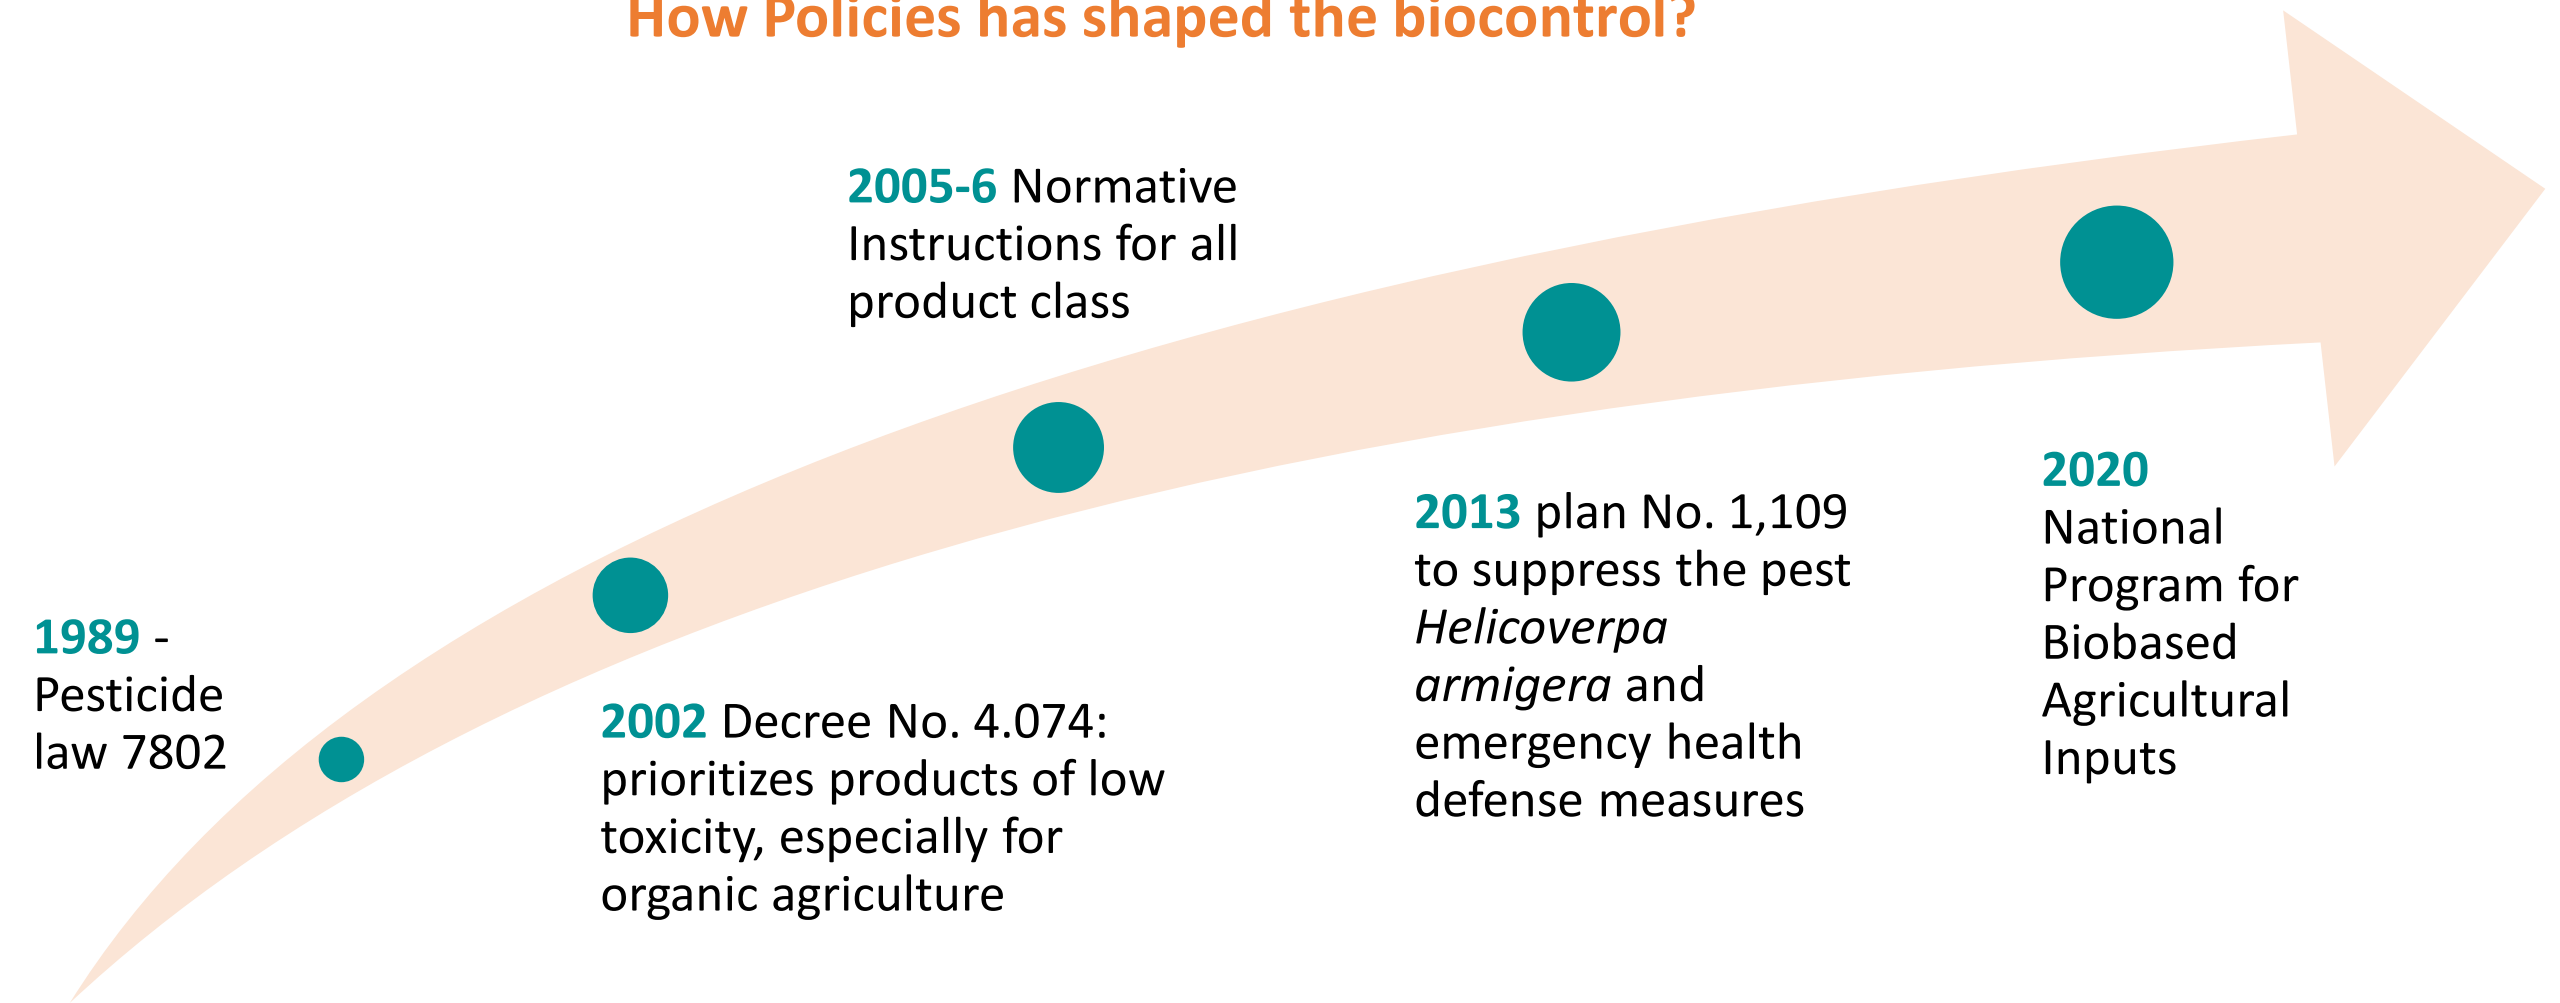 How Policies has shaped the biocontrol?
1989 -
Pesticide
law 7802
2002 Decree No. 4.074:
prioritizes products of low
toxicity, especially for
organic agriculture
2005-6 Normative
Instructions for all
product class
2013 plan No. 1,109
to suppress the pest
Helicoverpa
armigera and
emergency health
defense measures
2020
National
Program for
Biobased
Agricultural
Inputs